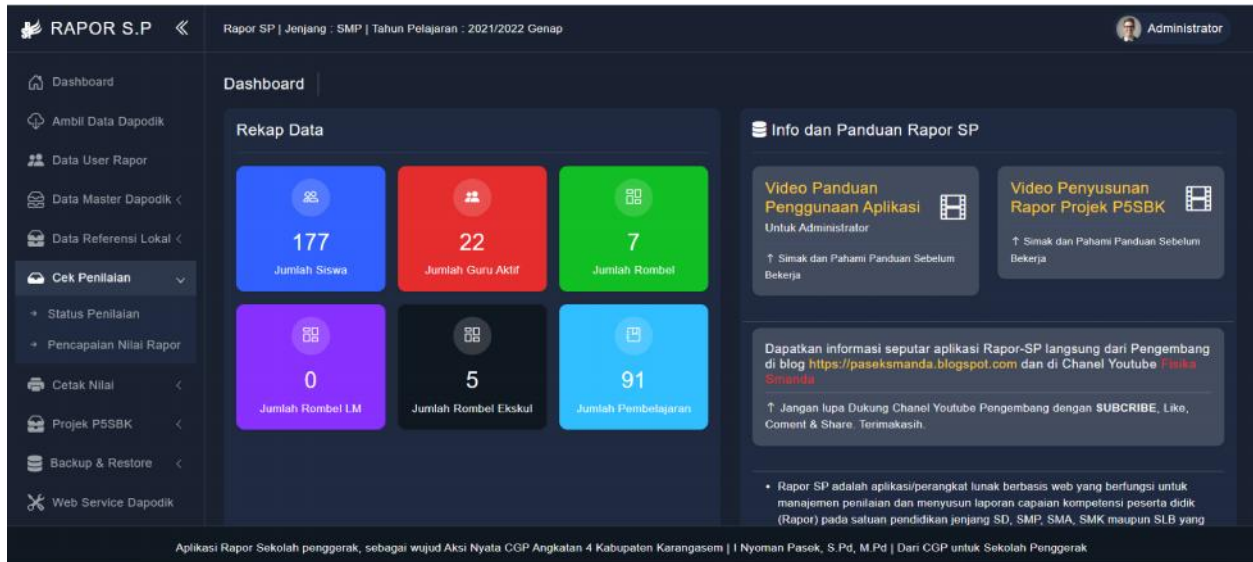 RAPOR S.P
Rapor SP | Jenjang : SMP | Tahun Pelajaran : 2021/2022 Genap
Administrator
Dashboard
Ambil Data Dapodik
Data User Rapor
Data Master Dapodik
Data Referensi Lokal
Cek Penilaian
Status Penilaian
Pencapaian Nilai Rapor
Cetak Nilai
Projek P5SBK
Backup & Restore
Web Service Dapodik
Dashboard
Rekap Data
177
Jumlah Siswa
22
Jumlah Guru Aktif
7
Jumlah Rombel
0
Jumlah Rombel LM
5
Jumlah Rombel Ekskul
91
Jumlah Pembelajaran
Info dan Panduan Rapor SP
Video Panduan
Penggunaan Aplikasi
Untuk Administrator
↑ Simak dan Pahami Panduan Sebelum
Bekerja
Video Penyusunan
Rapor Projek P5SBK
↑ Simak dan Pahami Panduan Sebelum
Bekerja
Dapatkan informasi seputar aplikasi Rapor-SP langsung dari Pengembang
di blog https://paseksmanda.blogspot.com dan di Chanel Youtube Fisika
Smanda
↑ Jangan lupa Dukung Chanel Youtube Pengembang dengan SUBCRIBE, Like,
Coment & Share. Terimakasih.
• Rapor SP adalah aplikasi/perangkat lunak berbasis web yang berfungsi untuk
manajemen penilaian dan menyusun laporan capaian kompetensi peserta didik
(Rapor) pada satuan pendidikan jenjang SD, SMP, SMA, SMK maupun SLB yang
Aplikasi Rapor Sekolah penggerak, sebagai wujud Aksi Nyata CGP Angkatan 4 Kabupaten Karangasem | I Nyoman Pasek, S.Pd, M.Pd | Dari CGP untuk Sekolah Penggerak